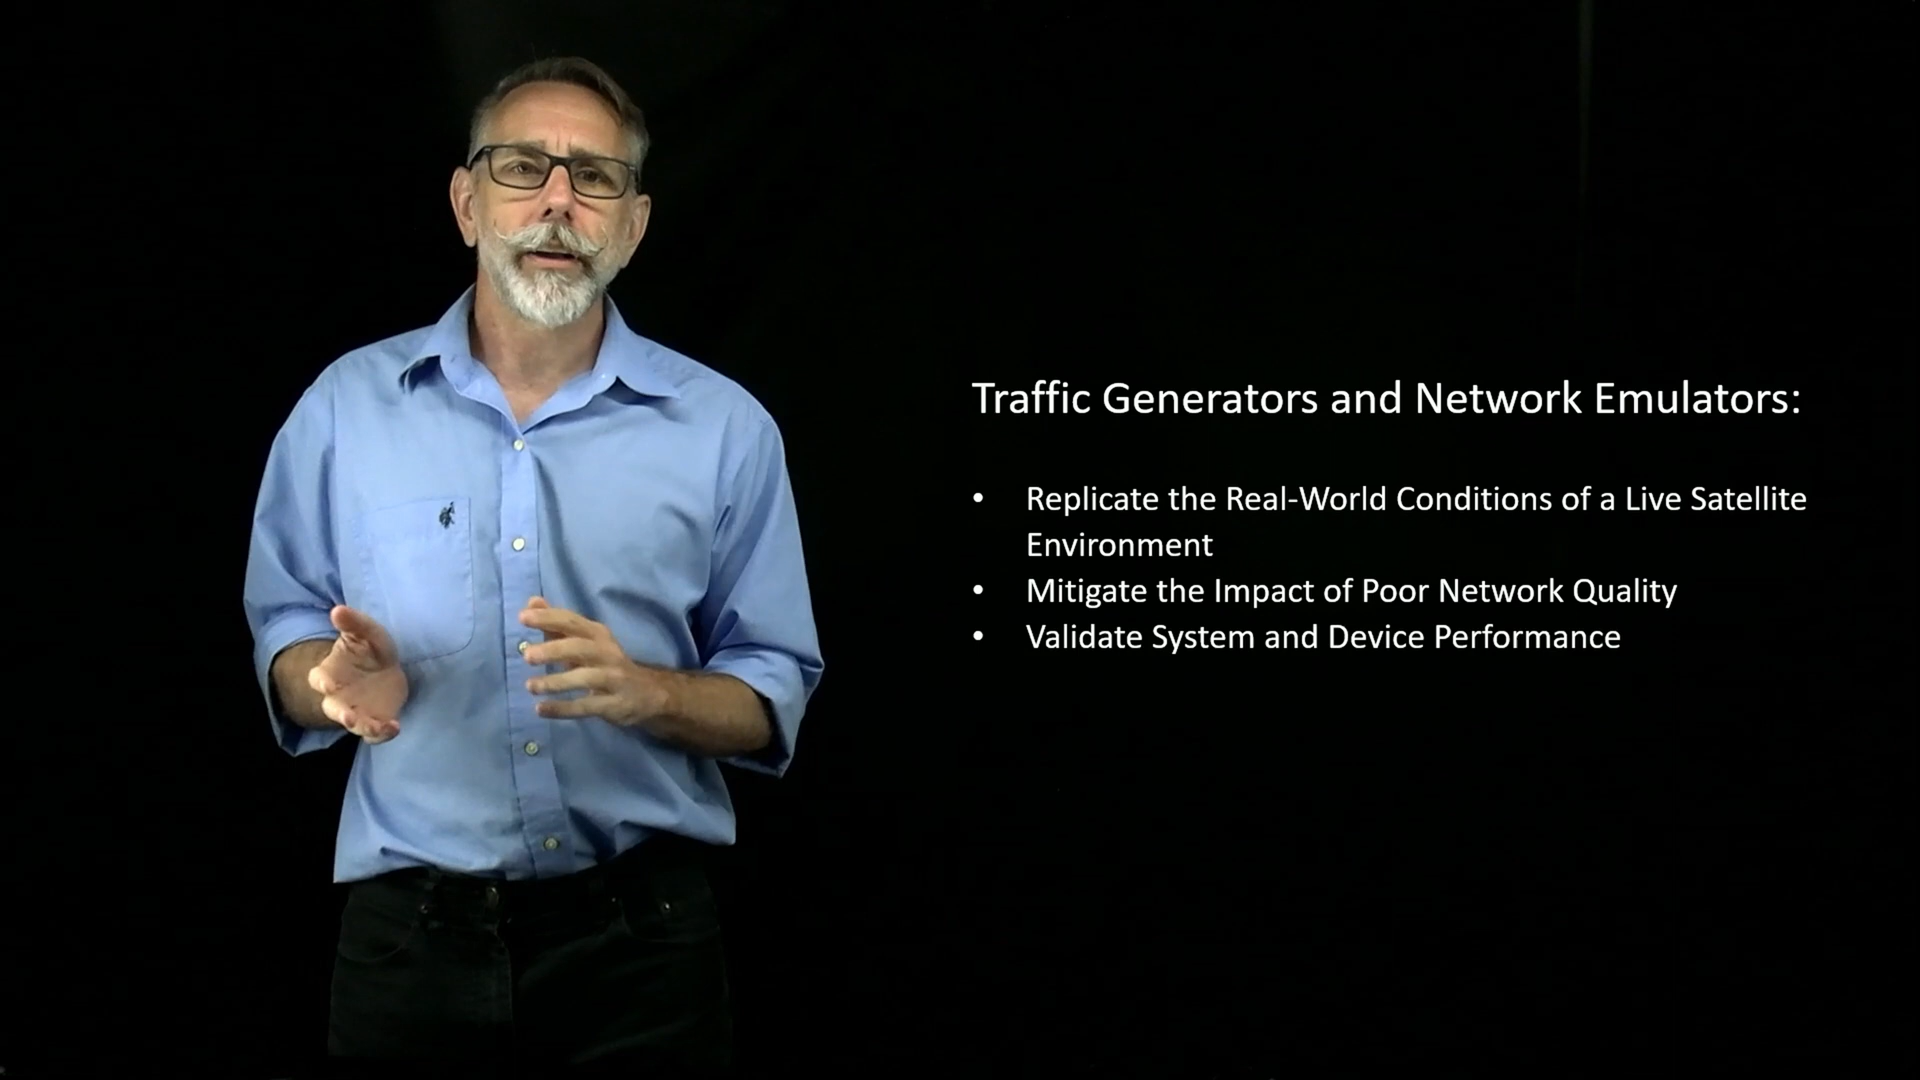 Traffic Generators and Network Emulators:
• Replicate the Real-World Conditions of a Live Satellite
Environment
• Mitigate the Impact of Poor Network Quality
• Validate System and Device Performance